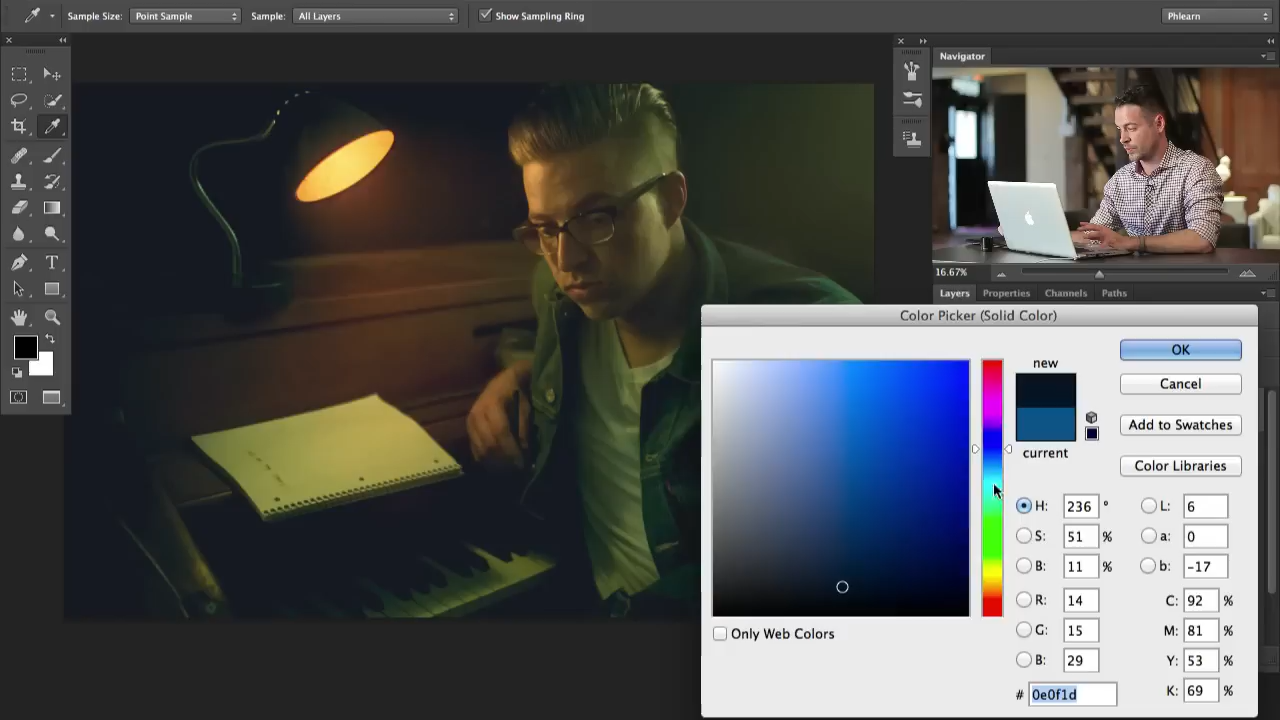 Sample Size: Point Sample Sample: All Layers Show Sampling Ring Phlearn
Navigator
16.67%
Layers Properties Channels Paths
Color Picker (Solid Color)
new
current
OK
Cancel
Add to Swatches
Color Libraries
H: 236 ° L: 6
S: 51 % a: 0
B: 11 % b: -17
R: 14 C: 92 %
G: 15 M: 81 %
B: 29 Y: 53 %
# 0e0f1d K: 69 %
Only Web Colors